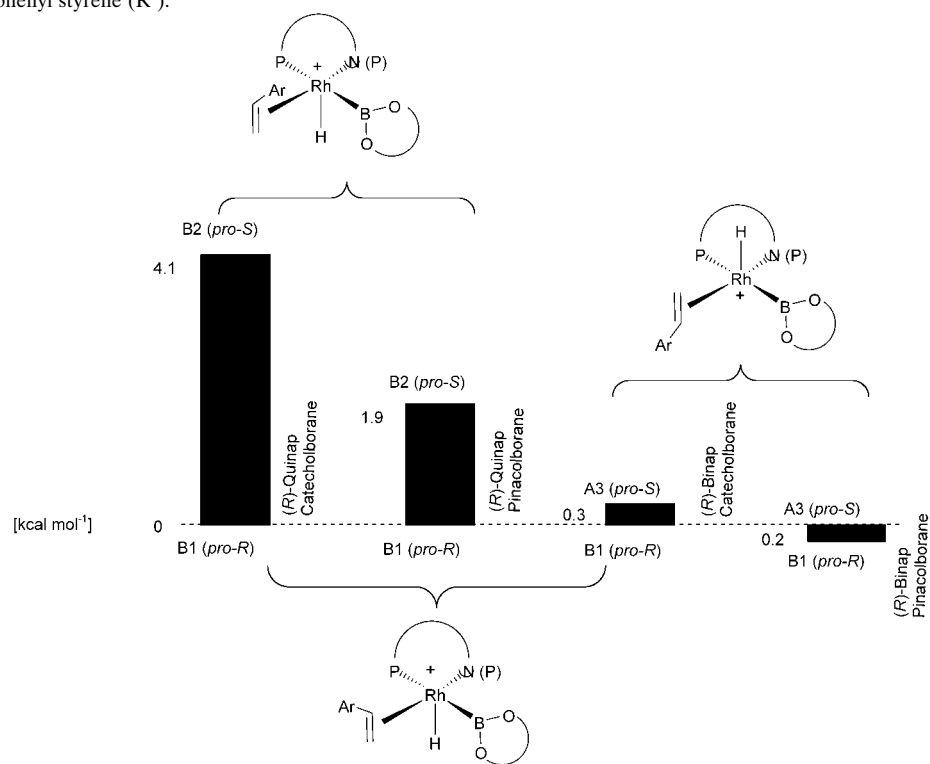 phenyl styrene (R ).
P
N (P)
+
Rh
Ar
B
O
O
H
B2 (pro-S)
4.1
H
P
N (P)
Rh
+
B
O
O
Ar
B2 (pro-S)
1.9
(R)-Quinap
Catecholborane
(R)-Quinap
Pinacolborane
(R)-Binap
Catecholborane
A3 (pro-S)
0.3
A3 (pro-S)
[kcal mol-1]
0
0.2
B1 (pro-R)
B1 (pro-R)
B1 (pro-R)
B1 (pro-R)
(R)-Binap
Pinacolborane
P
+
N (P)
Rh
Ar
B
O
O
H